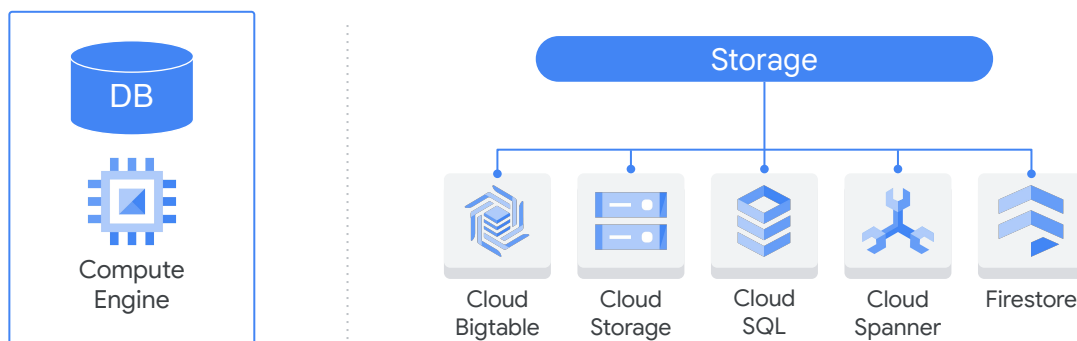 DB
Compute
Engine
Storage
Cloud
Bigtable
Cloud
Storage
Cloud
SQL
Cloud
Spanner
Firestore